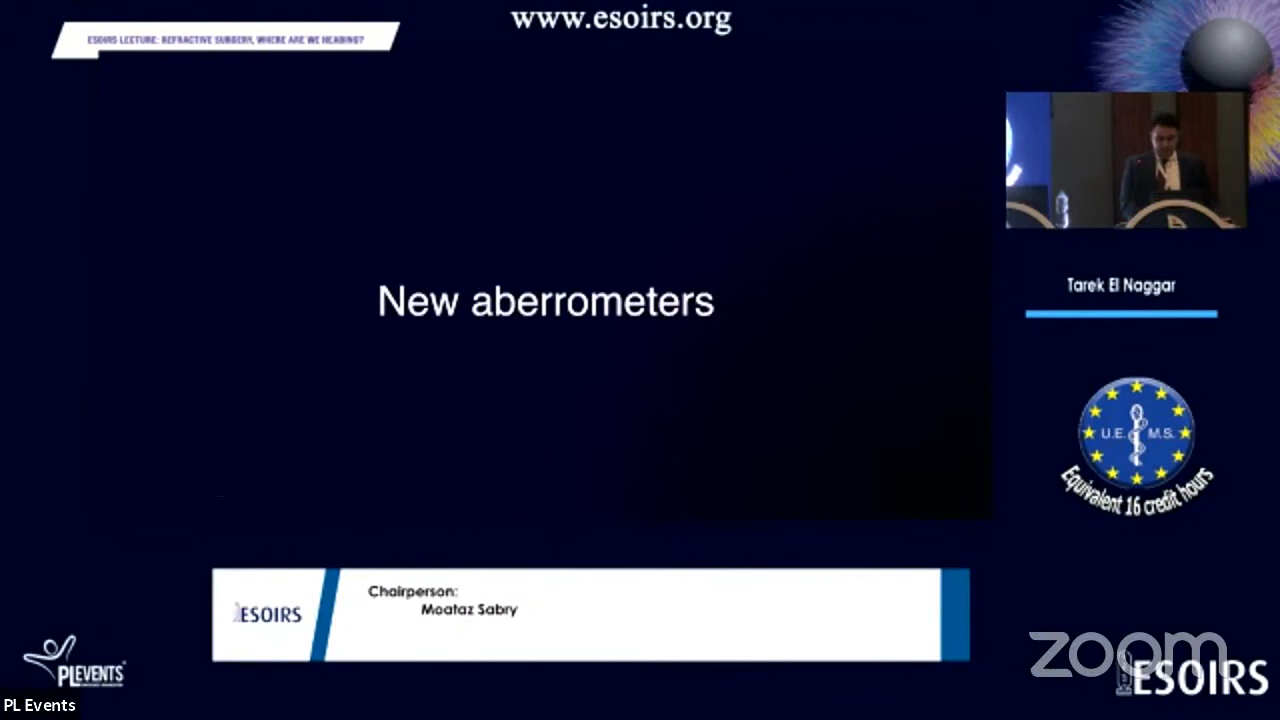 www.esoirs.org
ESOIRS LECTURE: REFRACTIVE SURGERY, WHERE ARE WE HEADING?
New aberrometers
Tarek El Naggar
U.E. M.S.
Equivalent 16 credit hours
Chairperson:
Moataz Sabry
ESOIRS
PLEVENTS
zoom
ESOIRS
PL Events